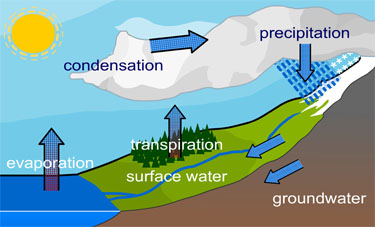 precipitation
condensation
transpiration
evaporation
surface water
groundwater